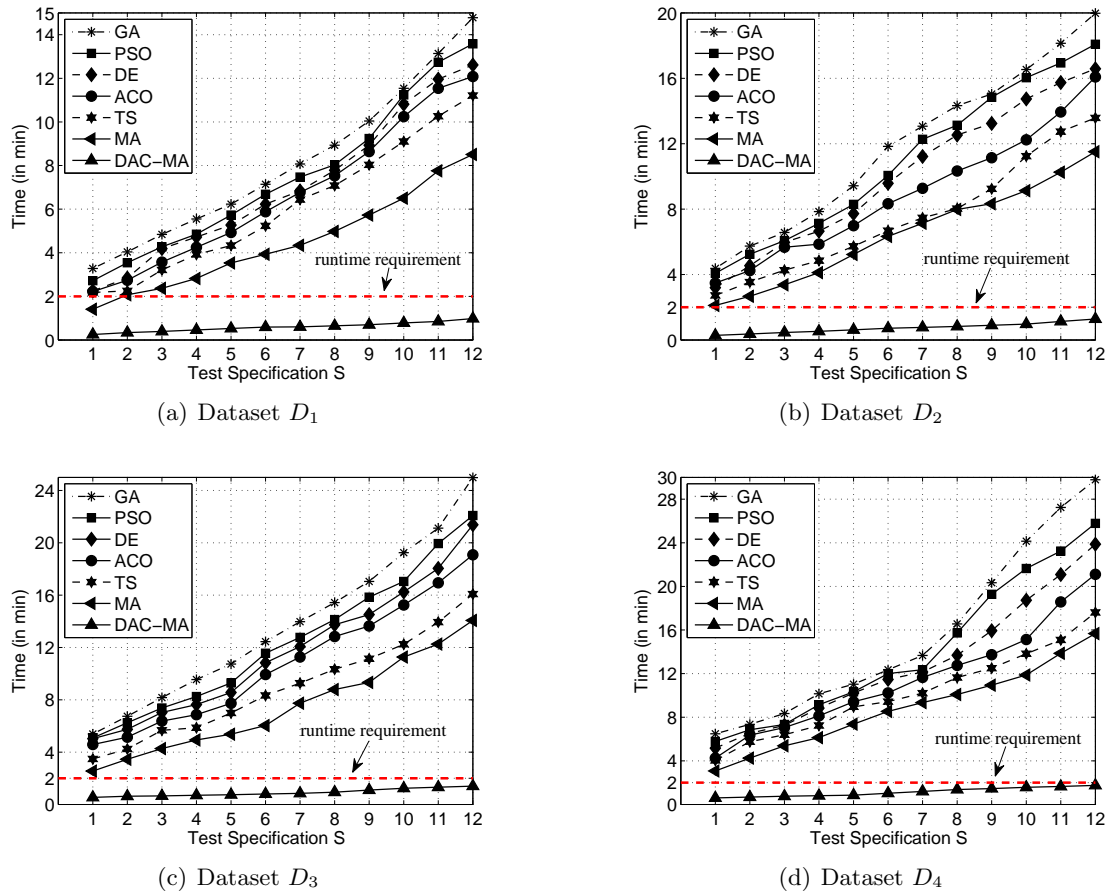 15
12
10
8
6
4
2
0
Time (in min)
GA
PSO
DE
ACO
TS
MA
DAC−MA
runtime requirement
1 2 3 4 5 6 7 8 9 10 11 12
Test Specification S
(a) Dataset D1
20
16
12
8
4
2
0
Time (in min)
GA
PSO
DE
ACO
TS
MA
DAC−MA
runtime requirement
1 2 3 4 5 6 7 8 9 10 11 12
Test Specification S
(b) Dataset D2
24
20
16
12
8
4
2
0
Time (in min)
GA
PSO
DE
ACO
TS
MA
DAC−MA
runtime requirement
1 2 3 4 5 6 7 8 9 10 11 12
Test Specification S
(c) Dataset D3
30
28
24
20
16
12
8
4
2
0
Time (in min)
GA
PSO
DE
ACO
TS
MA
DAC−MA
runtime requirement
1 2 3 4 5 6 7 8 9 10 11 12
Test Specification S
(d) Dataset D4